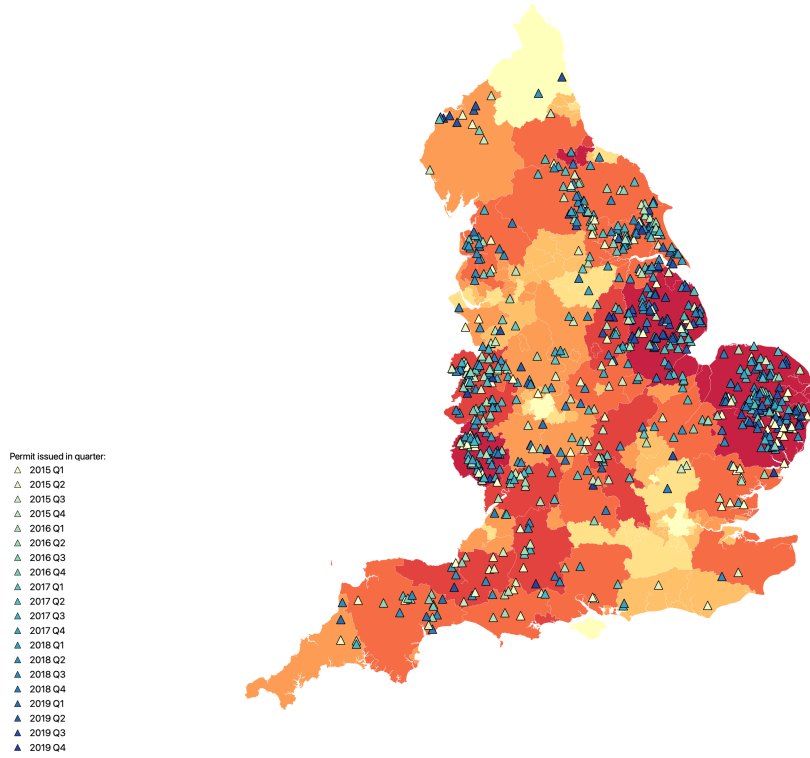 Permit issued in quarter:
2015 Q1
2015 Q2
2015 Q3
2015 Q4
2016 Q1
2016 Q2
2016 Q3
2016 Q4
2017 Q1
2017 Q2
2017 Q3
2017 Q4
2018 Q1
2018 Q2
2018 Q3
2018 Q4
2019 Q1
2019 Q2
2019 Q3
2019 Q4